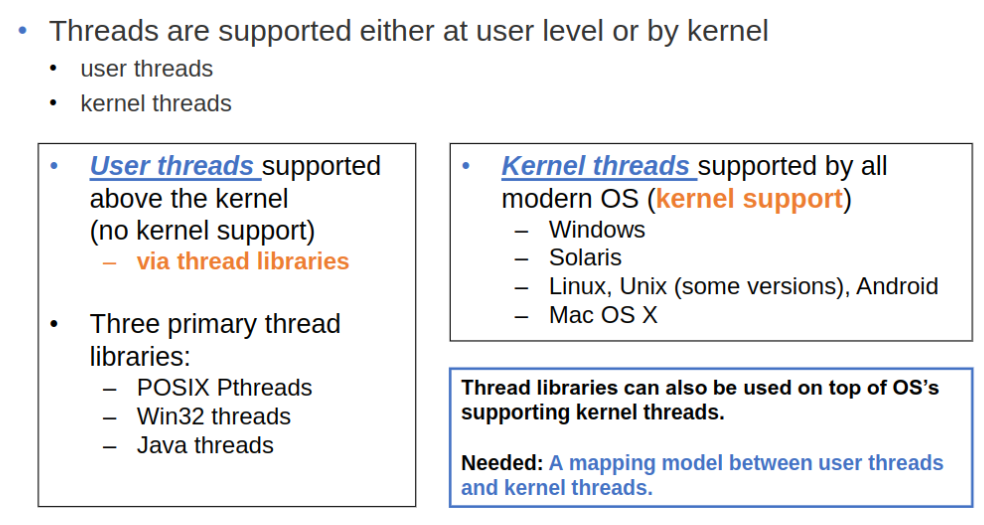 • Threads are supported either at user level or by kernel
• user threads
• kernel threads
• User threads supported
above the kernel
(no kernel support)
– via thread libraries
• Three primary thread
libraries:
– POSIX Pthreads
– Win32 threads
– Java threads
• Kernel threads supported by all
modern OS (kernel support)
– Windows
– Solaris
– Linux, Unix (some versions), Android
– Mac OS X
Thread libraries can also be used on top of OS’s
supporting kernel threads.
Needed: A mapping model between user threads
and kernel threads.